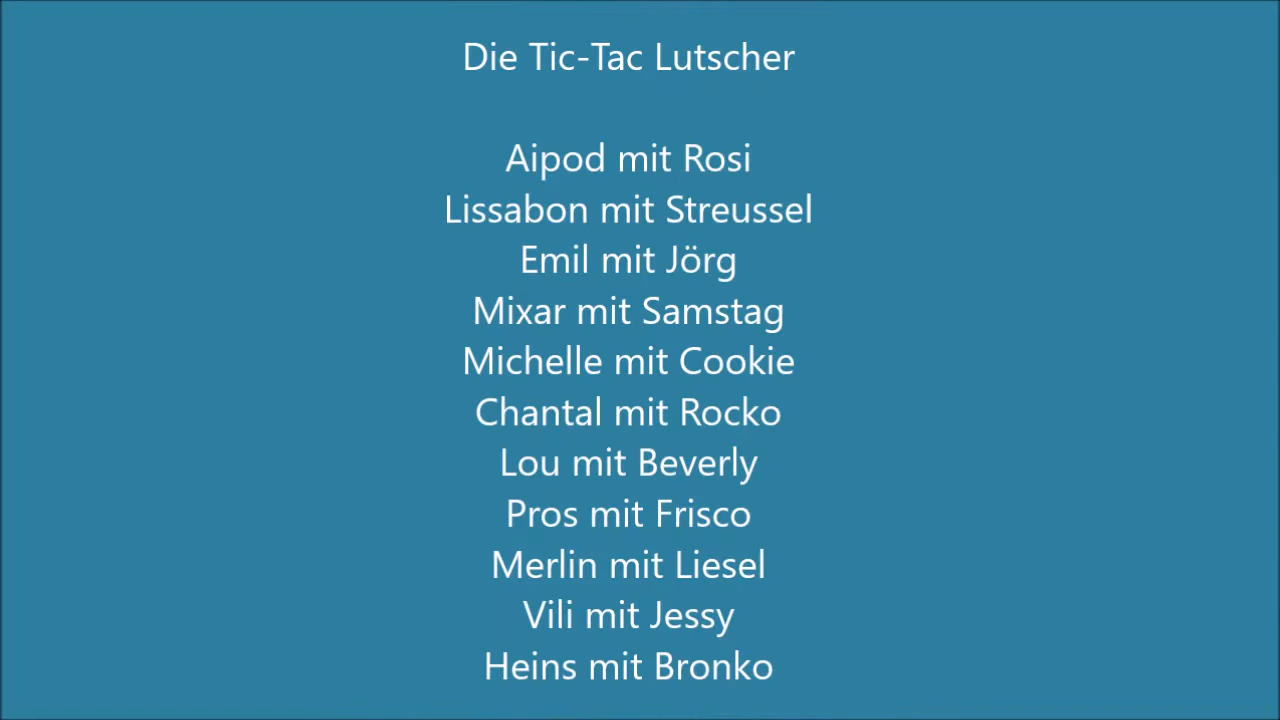 Die Tic-Tac Lutscher
Aipod mit Rosi
Lissabon mit Streussel
Emil mit Jörg
Mixar mit Samstag
Michelle mit Cookie
Chantal mit Rocko
Lou mit Beverly
Pros mit Frisco
Merlin mit Liesel
Vili mit Jessy
Heins mit Bronko